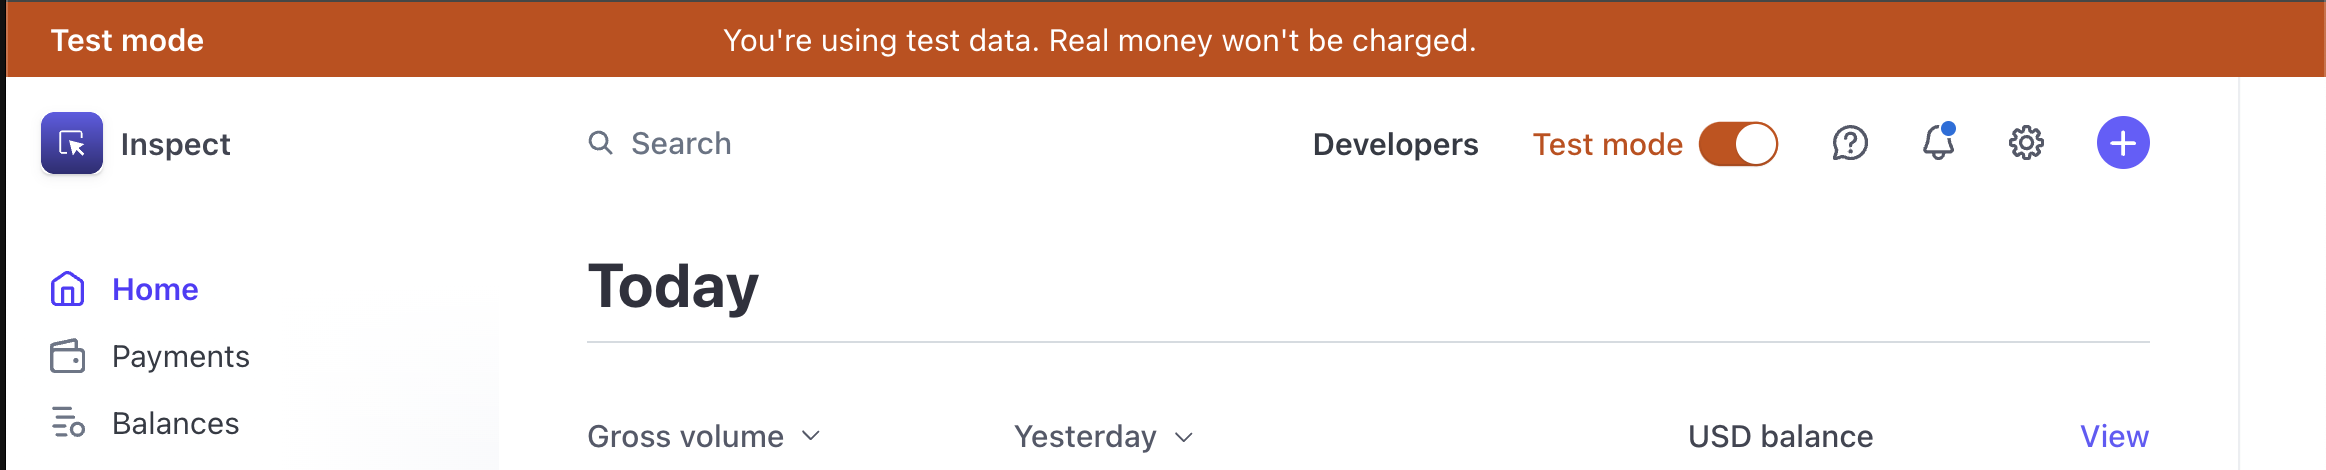 Test mode
You're using test data. Real money won't be charged.
Inspect
Search
Developers
Test mode
Home
Payments
Balances
Today
Gross volume
Yesterday
USD balance
View